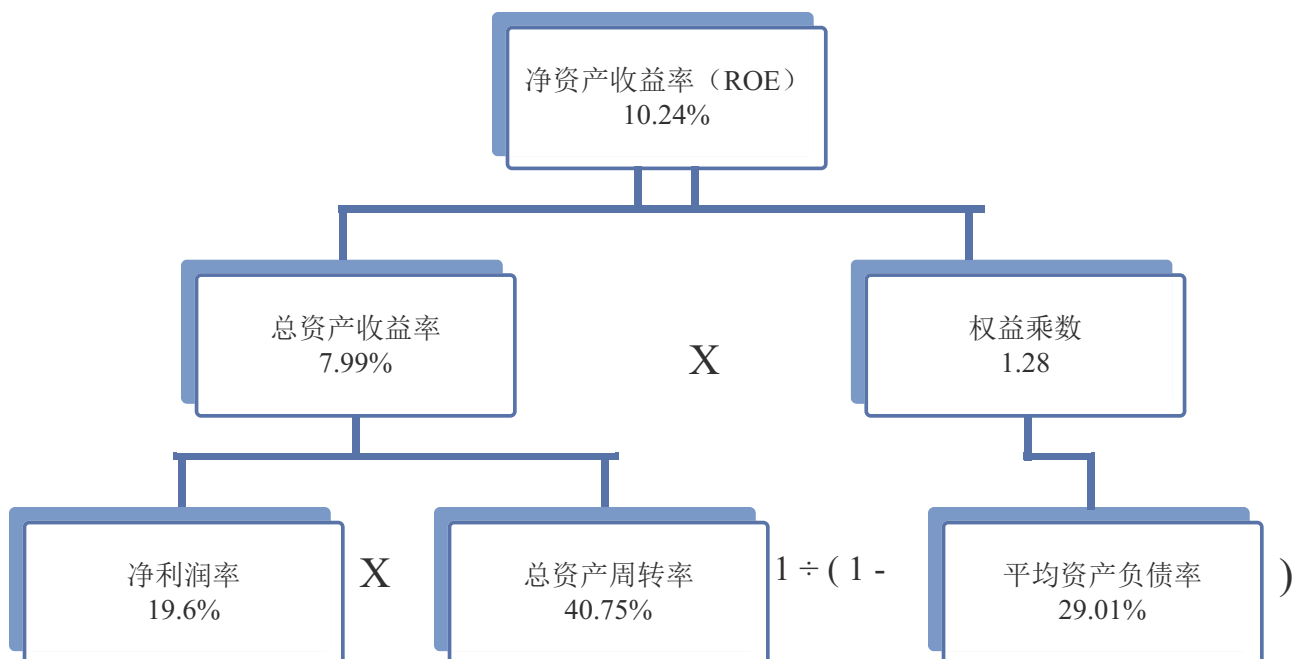 净资产收益率（ROE）
10.24%
总资产收益率
7.99%
X
权益乘数
1.28
净利润率
19.6%
X
总资产周转率
40.75%
1 ÷ ( 1 -
平均资产负债率
29.01%
)